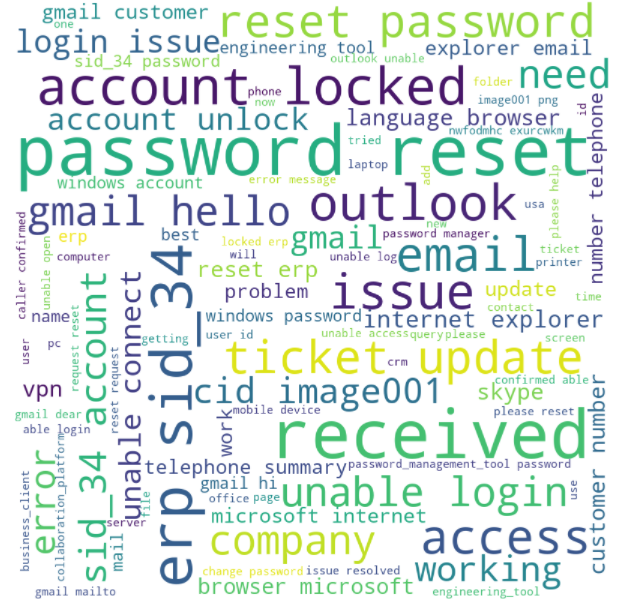 gmail customer
one
reset password
login issue
engineering tool
explorer email
sid_34 password
outlook unable
account locked
phone
now
folder
image001 png
need
id
account unlock
language browser
tried
nwfodmhc exurcwkm
number telephone
password reset
laptop
windows account
error message
add
please help
gmail hello
outlook
usa
new
erp
best
locked erp
gmail
password manager
ticket
caller confirmed
unable open
computer
will
unable log
email
printer
reset erp
problem
issue
update
time
contact
name
account
unable connect
erp sid_34
windows password
internet explorer
user
request reset
reset request
getting
user id
unable access
query
please
screen
pc
ticket update
vpn
cid image001
crm
skype
confirmed able
gmail dear
able login
work
mobile device
received
please reset
customer number
error
sid_34
telephone summary
password_management_tool password
business_client
collaboration_platform
mail
file
gmail hi
office
page
unable login
use
server
microsoft internet
company
access
working
change password
issue resolved
gmail mailto
browser microsoft
engineering_tool